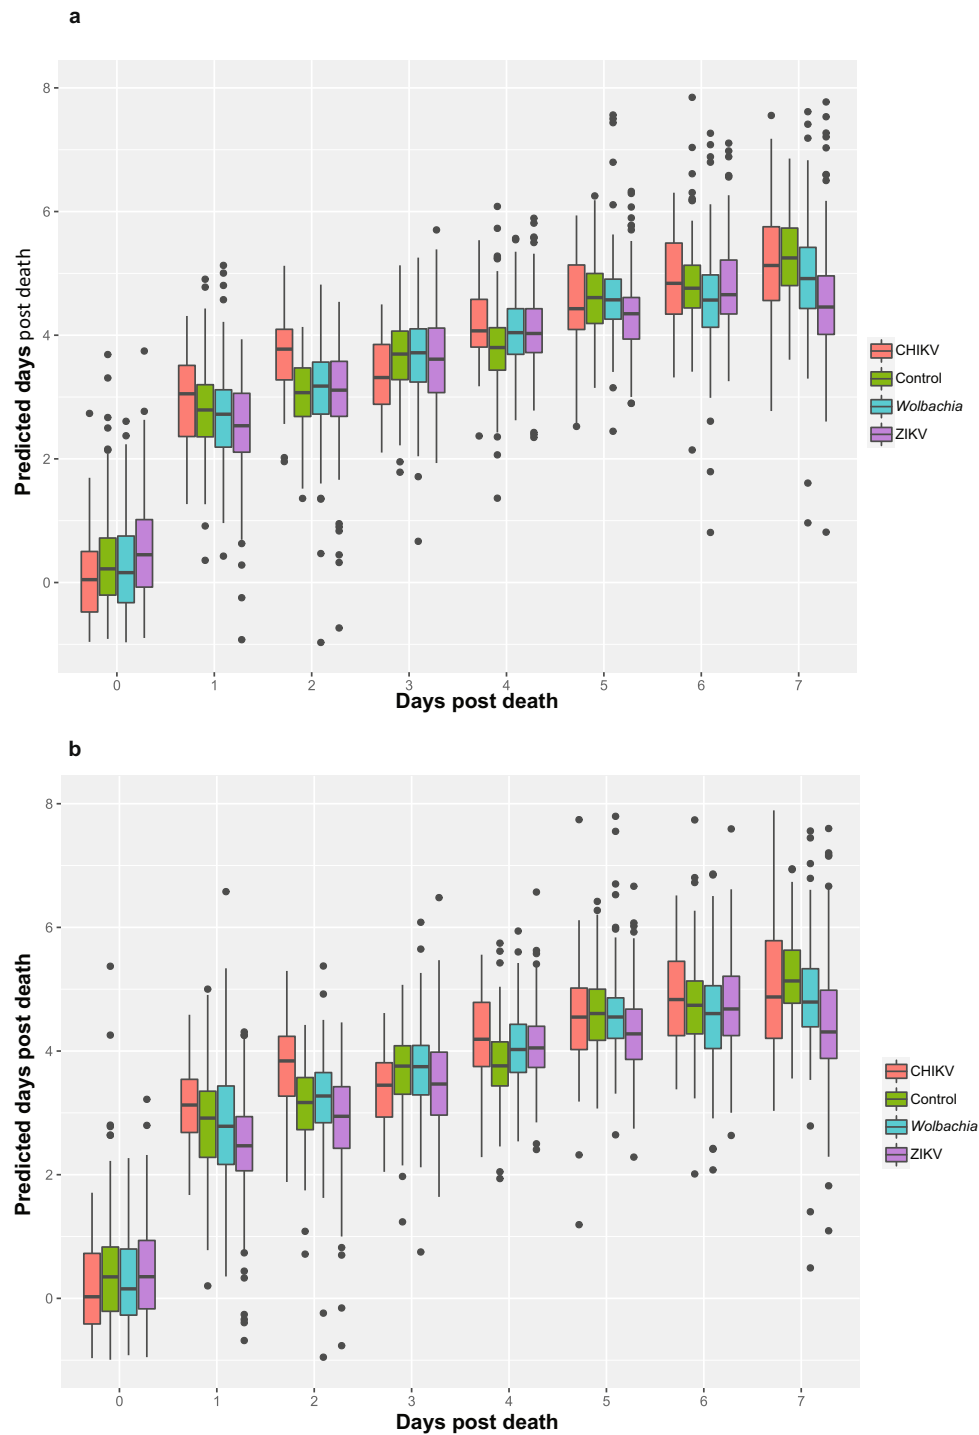 a
8
6
4
2
0
Predicted days post death
0 1 2 3 4 5 6 7
Days post death
CHIKV
Control
Wolbachia
ZIKV
b
8
6
4
2
0
Predicted days post death
0 1 2 3 4 5 6 7
Days post death
CHIKV
Control
Wolbachia
ZIKV